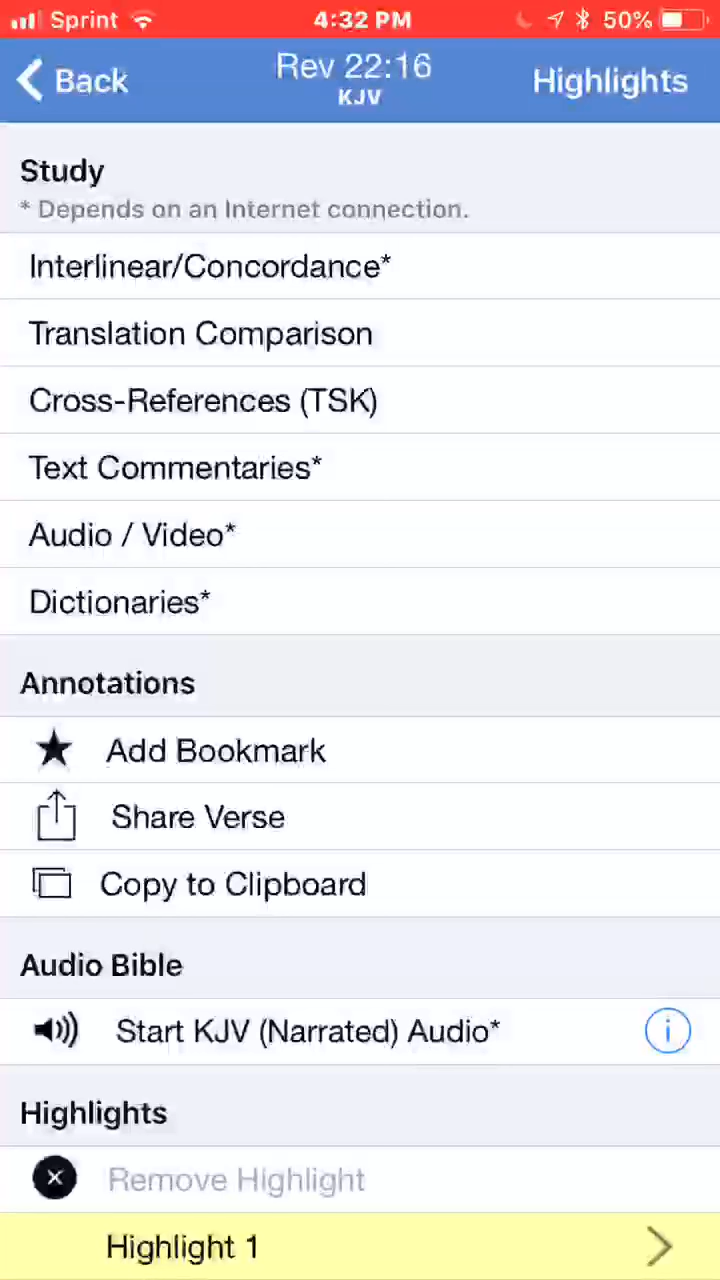 Sprint 4:32 PM 50%
Back Rev 22:16 Highlights
KJV
Study
* Depends on an Internet connection.
Interlinear/Concordance*
Translation Comparison
Cross-References (TSK)
Text Commentaries*
Audio / Video*
Dictionaries*
Annotations
Add Bookmark
Share Verse
Copy to Clipboard
Audio Bible
Start KJV (Narrated) Audio*
Highlights
Remove Highlight
Highlight 1